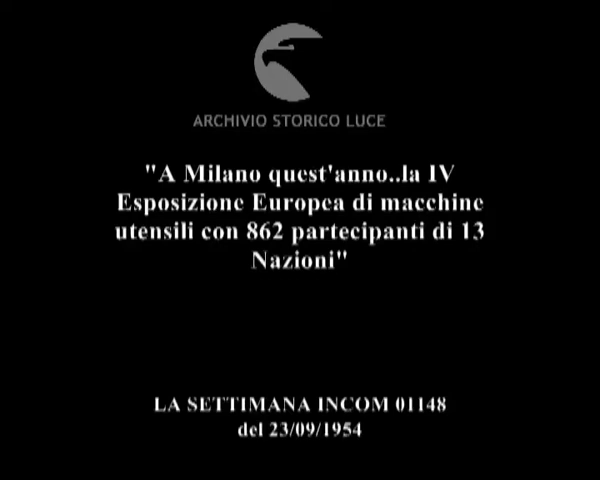 ARCHIVIO STORICO LUCE
"A Milano quest'anno..la IV
Esposizione Europea di macchine
utensili con 862 partecipanti di 13
Nazioni"
LA SETTIMANA INCOM 01148
del 23/09/1954